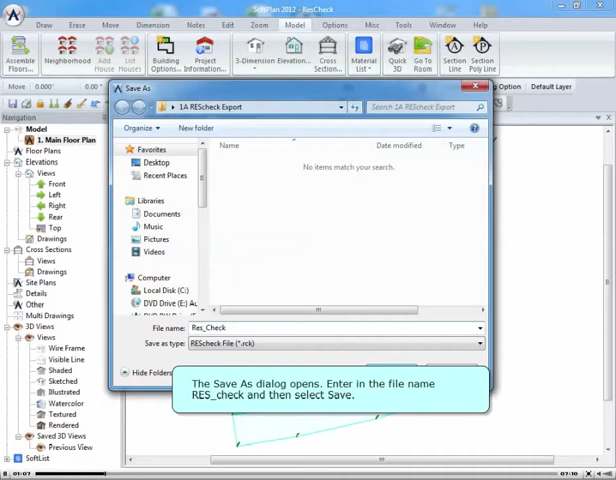 SoftPlan 2012 - ResCheck
Draw Erase Move Dimension Notes Export Model Options Misc Tools Window
Assemble Floors... Neighborhood Add House List Houses Building Options... Project Information... 3-Dimension Elevation... Cross Section... Material List Quick 3D Go To Room Section Line Section Poly Line
Move 0.00" 0.00° Option Default Layer
Navigation
Model
1. Main Floor Plan
Floor Plans
Elevations
Views
Front
Left
Right
Rear
Top
Drawings
Cross Sections
Views
Drawings
Site Plans
Details
Other
Multi Drawings
3D Views
Wire Frame
Visible Line
Shaded
Sketched
Illustrated
Watercolor
Textured
Rendered
Saved 3D Views
Previous View
SoftList
Save As
1A REScheck Export
Search 1A REScheck Export
Organize New folder
Favorites
Desktop
Recent Places
Libraries
Documents
Music
Pictures
Videos
Computer
Local Disk (C:)
DVD Drive (E:) Au
Name Date modified Type
No items match your search.
File name: Res_Check
Save as type: REScheck File (*.rck)
Hide Folders
The Save As dialog opens. Enter in the file name
RES_check and then select Save.
01:07 07:10